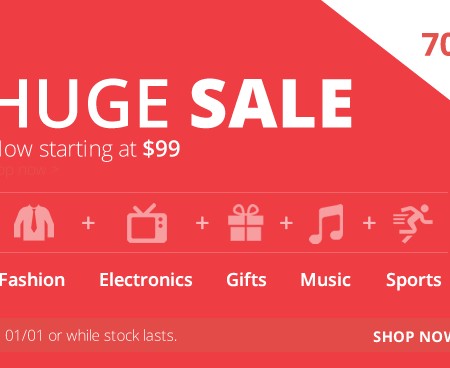 70
HUGE SALE
low starting at $99
Fashion Electronics Gifts Music Sports
01/01 or while stock lasts.
SHOP NOW